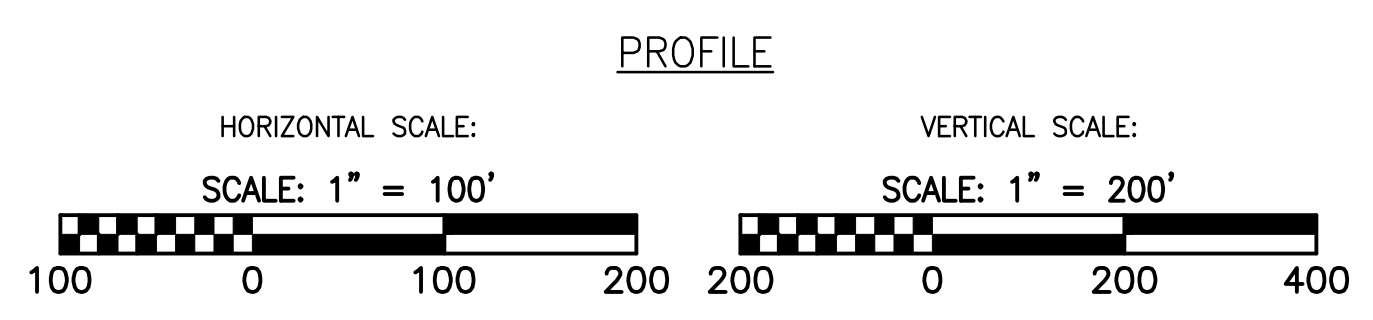 PROFILE
HORIZONTAL SCALE:
SCALE: 1" = 100'
100 0 100 200
VERTICAL SCALE:
SCALE: 1" = 200'
200 0 200 400